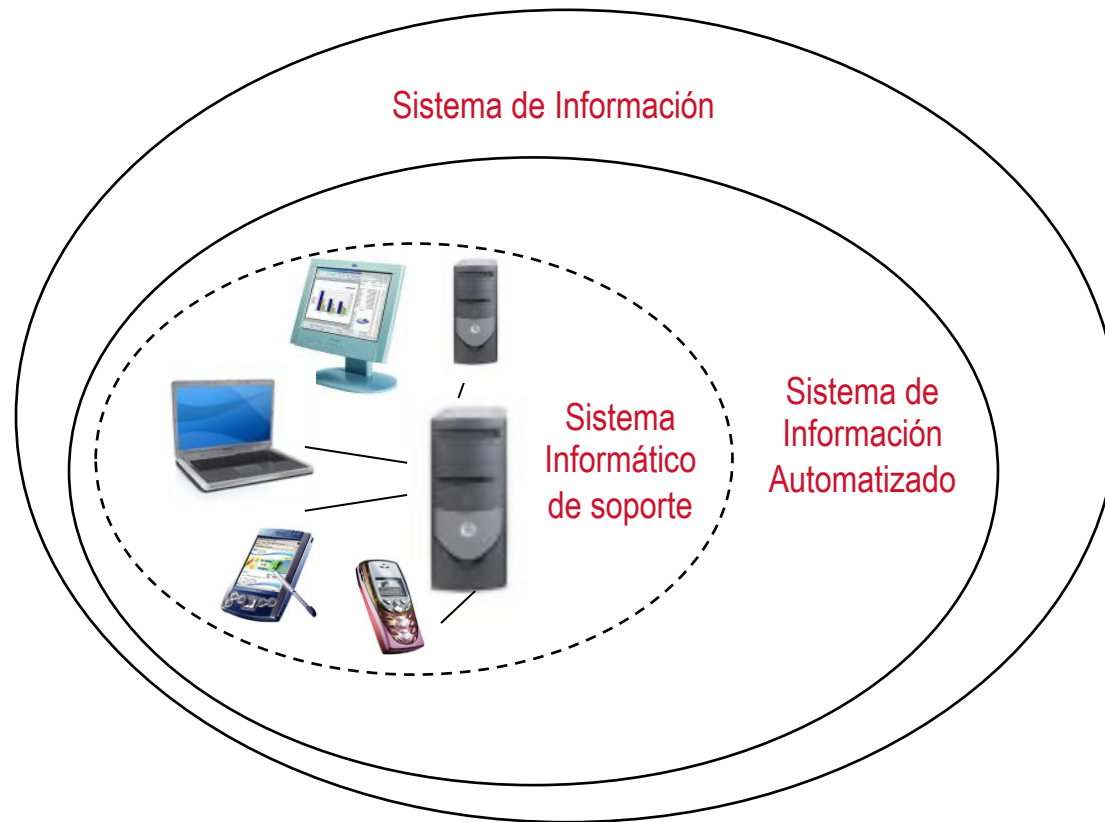 Sistema de Información
Sistema
Informático
de soporte
Sistema de
Información
Automatizado